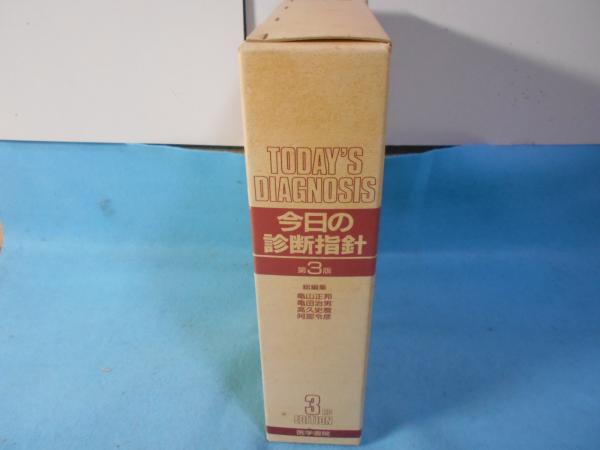 TODAY'S
DIAGNOSIS
今日の
診断指針
第3版
総編集
亀山正邦
亀田治男
高久史麿
阿部令彦
3RD
EDITION
医学書院